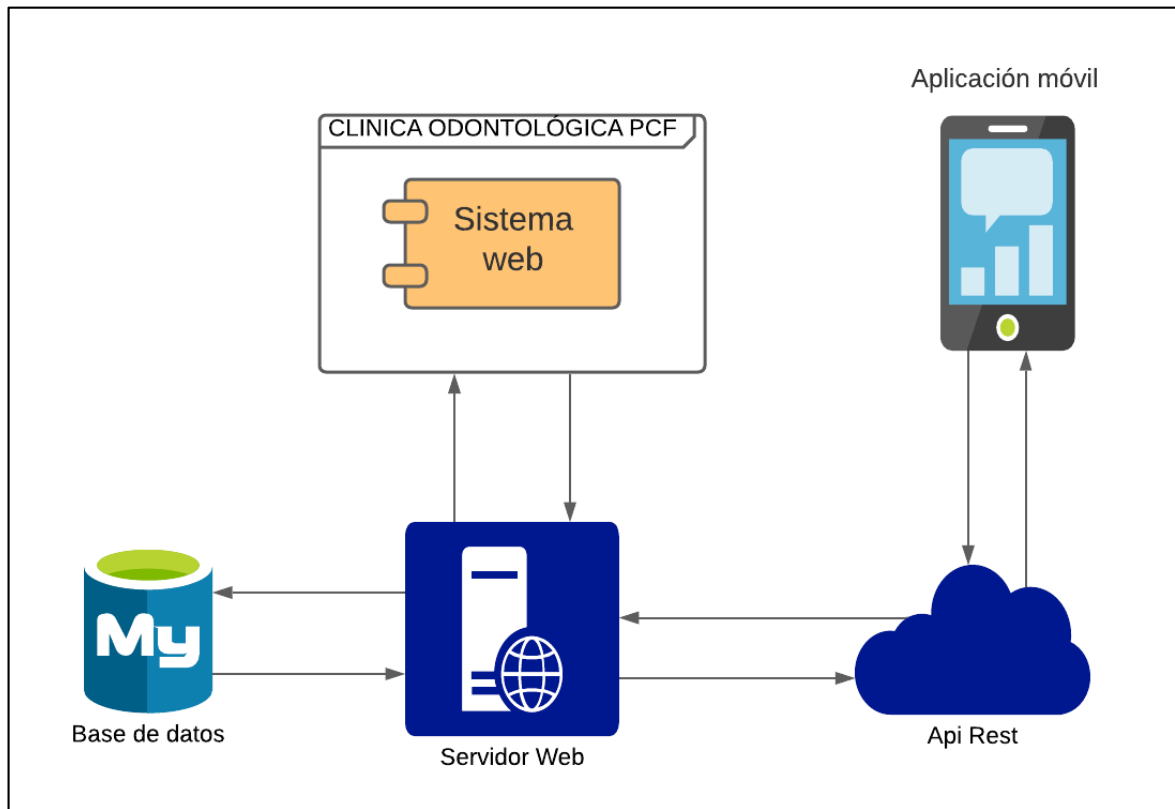 Aplicación móvil
CLINICA ODONTOLÓGICA PCF
Sistema
web
My
Base de datos
Servidor Web
Api Rest